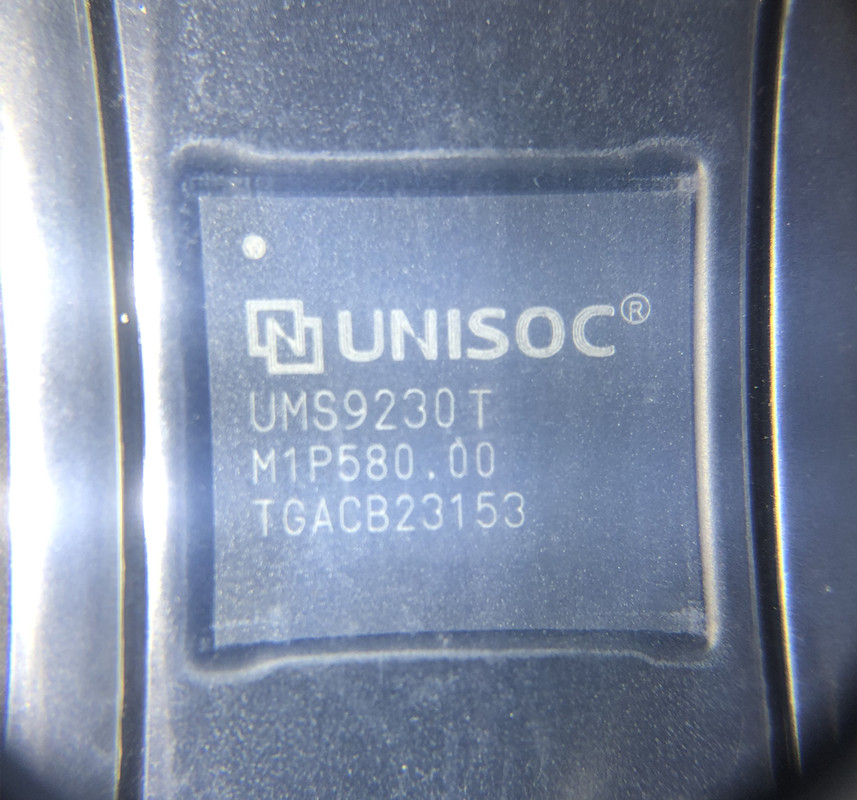 UNISOC®
UMS9230T
M1P580.00
TGACB23153